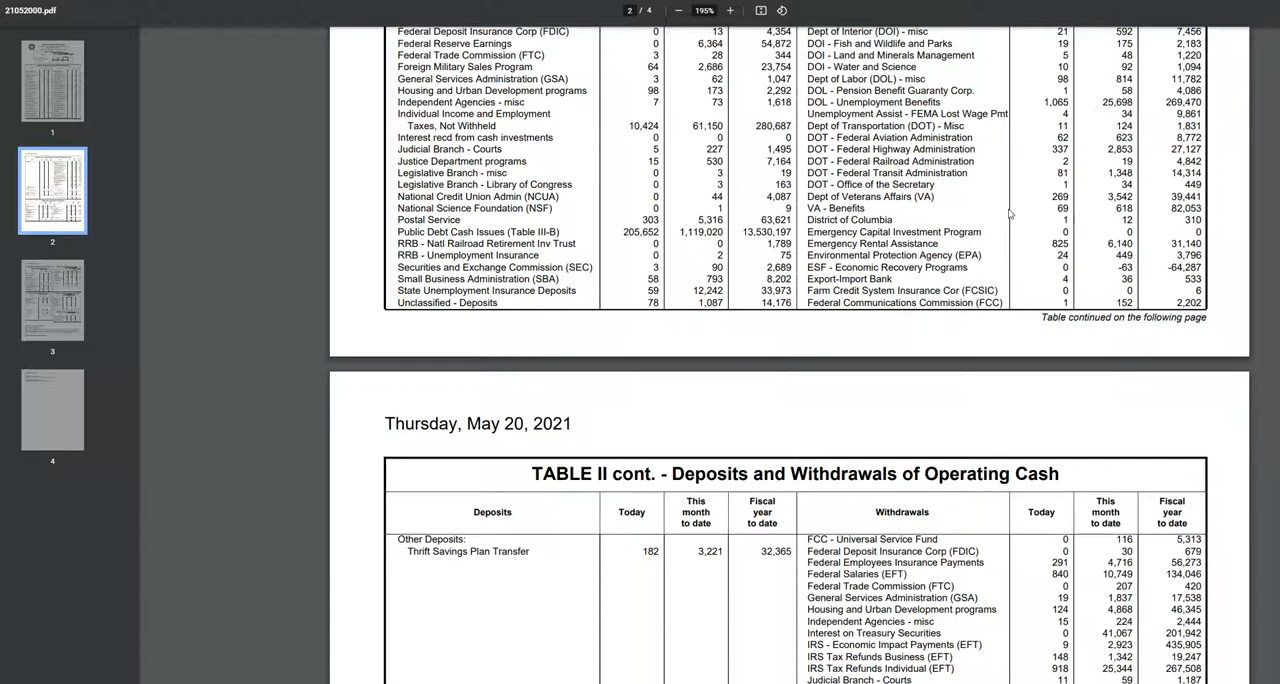 21052000.pdf
2 / 4
195%
1
2
3
4
Federal Deposit Insurance Corp (FDIC) 0 13 4,354 Dept of Interior (DOI) - misc 21 592 7,456
Federal Reserve Earnings 0 6,364 54,872 DOI - Fish and Wildlife and Parks 19 175 2,183
Federal Trade Commission (FTC) 3 28 344 DOI - Land and Minerals Management 5 48 1,220
Foreign Military Sales Program 64 2,686 23,754 DOI - Water and Science 10 92 1,094
General Services Administration (GSA) 3 62 1,047 Dept of Labor (DOL) - misc 98 814 11,782
Housing and Urban Development programs 98 173 2,292 DOL - Pension Benefit Guaranty Corp. 1 58 4,086
Independent Agencies - misc 7 73 1,618 DOL - Unemployment Benefits 1,065 25,698 269,470
Individual Income and Employment Unemployment Assist - FEMA Lost Wage Pmt 4 34 9,861
Taxes, Not Withheld 10,424 61,150 280,687 Dept of Transportation (DOT) - Misc 11 124 1,831
Interest recd from cash investments 0 0 0 DOT - Federal Aviation Administration 62 623 8,772
Judicial Branch - Courts 5 227 1,495 DOT - Federal Highway Administration 337 2,853 27,127
Justice Department programs 15 530 7,164 DOT - Federal Railroad Administration 2 19 4,842
Legislative Branch - misc 0 3 19 DOT - Federal Transit Administration 81 1,348 14,314
Legislative Branch - Library of Congress 0 3 163 DOT - Office of the Secretary 1 34 449
National Credit Union Admin (NCUA) 0 44 4,087 Dept of Veterans Affairs (VA) 269 3,542 39,441
National Science Foundation (NSF) 0 1 9 VA - Benefits 69 618 82,053
Postal Service 303 5,316 63,621 District of Columbia 1 12 310
Public Debt Cash Issues (Table III-B) 205,652 1,119,020 13,530,197 Emergency Capital Investment Program 0 0 0
RRB - Natl Railroad Retirement Inv Trust 0 0 1,789 Emergency Rental Assistance 825 6,140 31,140
RRB - Unemployment Insurance 0 2 75 Environmental Protection Agency (EPA) 24 449 3,796
Securities and Exchange Commission (SEC) 3 90 2,689 ESF - Economic Recovery Programs 0 -63 -64,287
Small Business Administration (SBA) 58 793 8,202 Export-Import Bank 4 36 533
State Unemployment Insurance Deposits 59 12,242 33,973 Farm Credit System Insurance Cor (FCSIC) 0 0 6
Unclassified - Deposits 78 1,087 14,176 Federal Communications Commission (FCC) 1 152 2,202
Table continued on the following page
Thursday, May 20, 2021
TABLE II cont. - Deposits and Withdrawals of Operating Cash
Deposits Today This month to date Fiscal year to date Withdrawals Today This month to date Fiscal year to date
Other Deposits: FCC - Universal Service Fund 0 116 5,313
Thrift Savings Plan Transfer 182 3,221 32,365 Federal Deposit Insurance Corp (FDIC) 0 30 679
Federal Employees Insurance Payments 291 4,716 56,273
Federal Salaries (EFT) 840 10,749 134,046
Federal Trade Commission (FTC) 0 207 420
General Services Administration (GSA) 19 1,837 17,538
Housing and Urban Development programs 124 4,868 46,345
Independent Agencies - misc 15 224 2,444
Interest on Treasury Securities 0 41,067 201,942
IRS - Economic Impact Payments (EFT) 9 2,923 435,905
IRS Tax Refunds Business (EFT) 148 1,342 19,247
IRS Tax Refunds Individual (EFT) 918 25,344 267,508
Judicial Branch - Courts 11 59 1,187